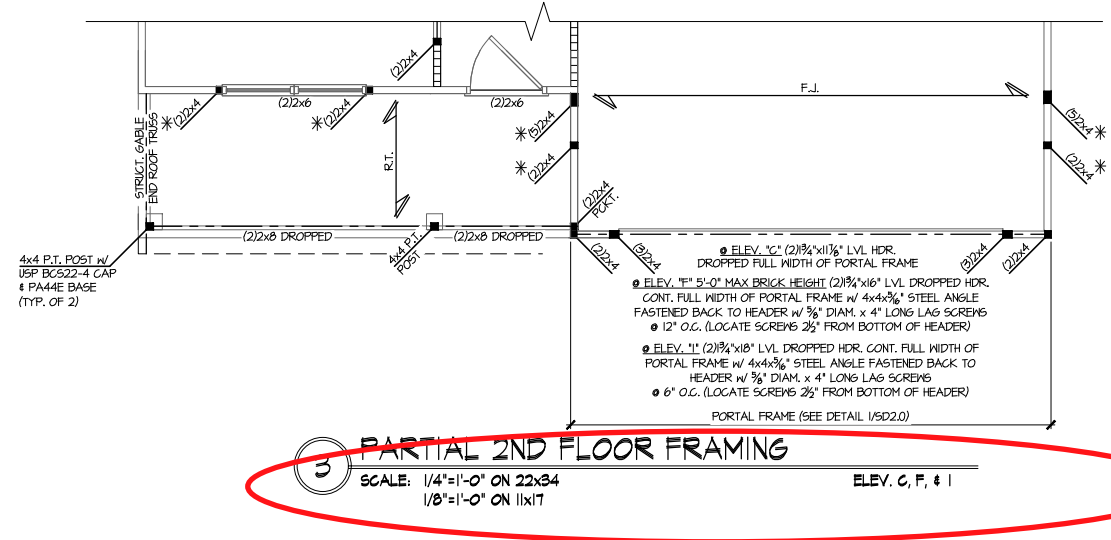 (2)2x4
(2)2x6
(2)2x6
F.J.
* (2)2x4
* (2)2x4
* (5)2x4
* (2)2x4
(5)2x4 *
(2)2x4 *
STRUCT. GABLE
END ROOF TRUSS
R.T.
(2)2x4
PCKT.
(2)2x8 DROPPED
(2)2x8 DROPPED
4x4 P.T.
POST
4x4 P.T. POST W/
USP BCS22-4 CAP
& PA44E BASE
(TYP. OF 2)
(2)2x4
(3)2x4
(3)2x4
(2)2x4
@ ELEV. "C" (2)1¾"x11⅞" LVL HDR.
DROPPED FULL WIDTH OF PORTAL FRAME
@ ELEV. "F" 5'-0" MAX BRICK HEIGHT (2)1¾"x16" LVL DROPPED HDR.
CONT. FULL WIDTH OF PORTAL FRAME W/ 4x4x5/16" STEEL ANGLE
FASTENED BACK TO HEADER W/ ⅝" DIAM. x 4" LONG LAG SCREWS
@ 12" O.C. (LOCATE SCREWS 2½" FROM BOTTOM OF HEADER)
@ ELEV. "I" (2)1¾"x18" LVL DROPPED HDR. CONT. FULL WIDTH OF
PORTAL FRAME W/ 4x4x5/16" STEEL ANGLE FASTENED BACK TO
HEADER W/ ⅝" DIAM. x 4" LONG LAG SCREWS
@ 6" O.C. (LOCATE SCREWS 2½" FROM BOTTOM OF HEADER)
PORTAL FRAME (SEE DETAIL 1/SD2.0)
3 PARTIAL 2ND FLOOR FRAMING
SCALE: 1/4"=1'-0" ON 22x34 ELEV. C, F, & I
1/8"=1'-0" ON 11x17